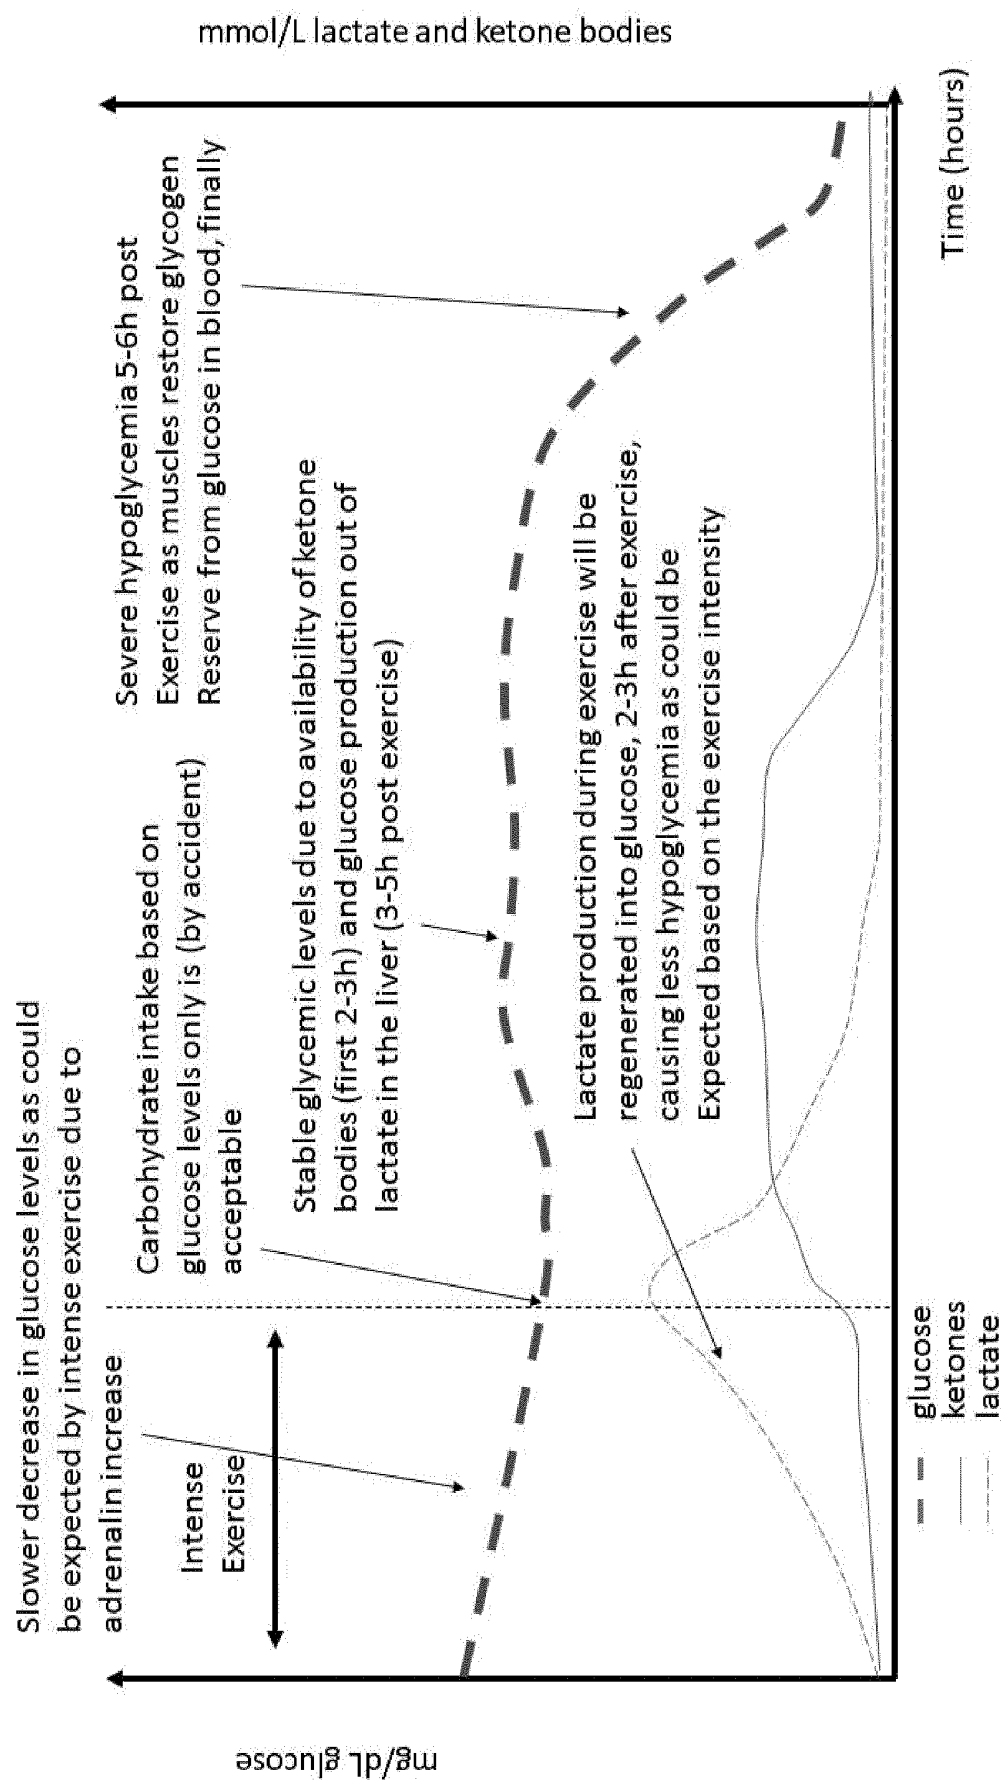 Slower decrease in glucose levels as could
be expected by intense exercise due to
adrenalin increase
Intense
Exercise
Carbohydrate intake based on
glucose levels only is (by accident)
acceptable
Stable glycemic levels due to availability of ketone
bodies (first 2-3h) and glucose production out of
lactate in the liver (3-5h post exercise)
Severe hypoglycemia 5-6h post
Exercise as muscles restore glycogen
Reserve from glucose in blood, finally
Lactate production during exercise will be
regenerated into glucose, 2-3h after exercise,
causing less hypoglycemia as could be
Expected based on the exercise intensity
mg/dL glucose
mmol/L lactate and ketone bodies
Time (hours)
glucose
ketones
lactate